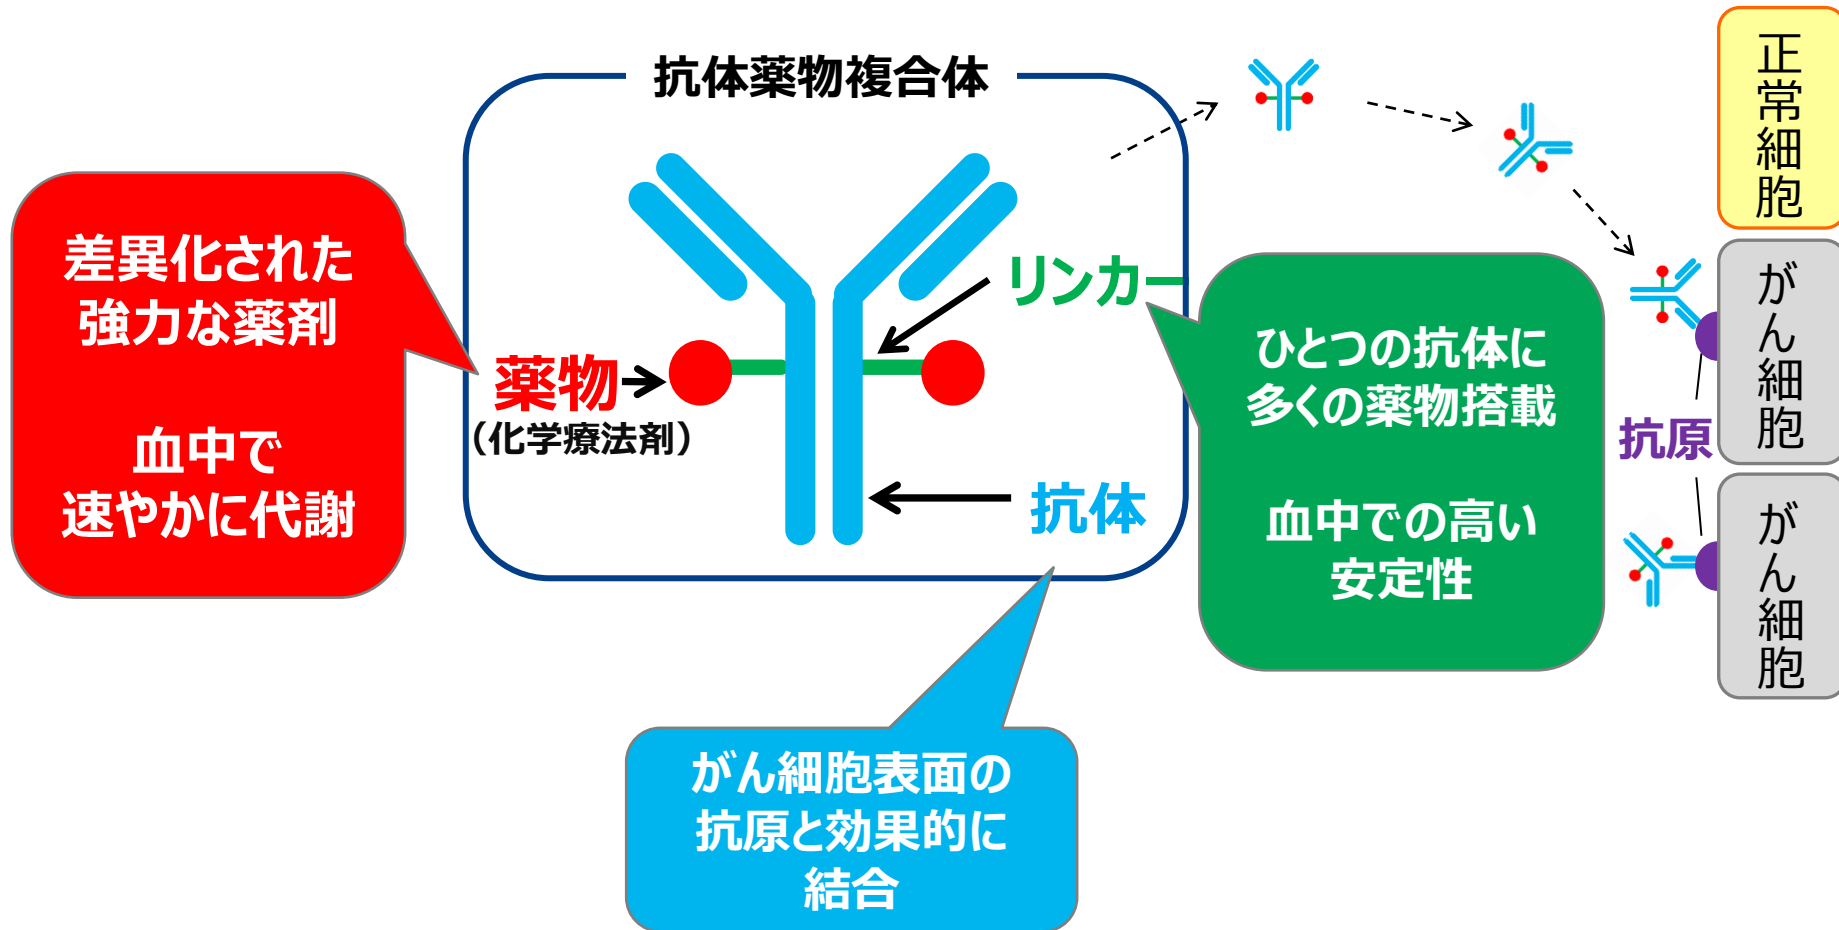 抗体薬物複合体
差異化された
強力な薬剤
血中で
速やかに代謝
薬物
（化学療法剤）
リンカー
抗体
ひとつの抗体に
多くの薬物搭載
血中での高い
安定性
がん細胞表面の
抗原と効果的に
結合
正常細胞
がん細胞
抗原
がん細胞